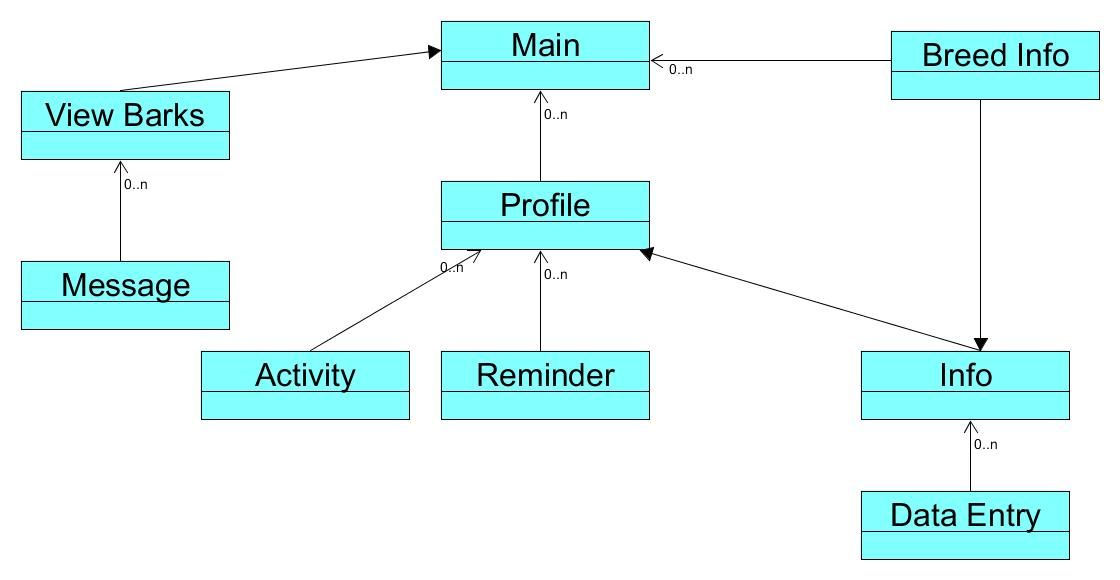 Main
Breed Info
0..n
View Barks
0..n
0..n
Profile
0..n
0..n
Message
Activity
Reminder
Info
0..n
Data Entry